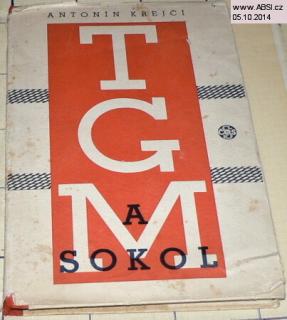 www.ABSI.cz
05.10.2014
ANTONÍN KREJČÍ
T
G
M
A
SOKOL